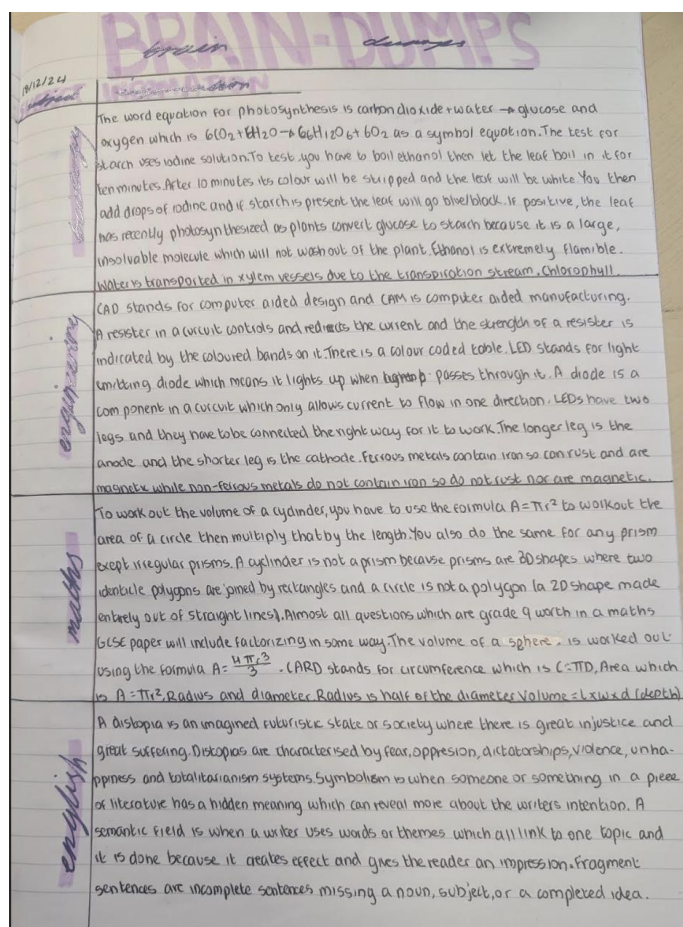 BRAIN-DUMPS
brain dumps
18/12/24
INFORMATION
The word equation for photosynthesis is carbon dioxide + water → glucose and
oxygen which is 6CO2 + 6H2O → C6H12O6 + 6O2 as a symbol equation. The test for
starch uses iodine solution. To test you have to boil ethanol then let the leaf boil in it for
ten minutes. After 10 minutes its colour will be stripped and the leaf will be white. You then
add drops of iodine and if starch is present the leaf will go blue/black. If positive, the leaf
has recently photosynthesized as plants convert glucose to starch because it is a large,
insolvable molecule which will not wash out of the plant. Ethanol is extremely flamible.
Water is transported in xylem vessels due to the transpiration stream. Chlorophyll.
engineering
CAD stands for computer aided design and CAM is computer aided manufacturing.
A resister in a curcuit controls and redirects the current and the strength of a resister is
indicated by the coloured bands on it. There is a colour coded table. LED stands for light
emitting diode which means it lights up when passes through it. A diode is a
component in a curcuit which only allows current to flow in one direction. LEDs have two
legs and they have to be connected the right way for it to work. The longer leg is the
anode and the shorter leg is the cathode. Ferrous metals contain iron so can rust and are
magnetic while non-ferrous metals do not contain iron so do not rust nor are magnetic.
maths
To work out the volume of a cylinder, you have to use the formula A=πr² to workout the
area of a circle then multiply that by the length. You also do the same for any prism
exept irregular prisms. A cyclinder is not a prism because prisms are 3D shapes where two
identicle polygons are joined by rectangles and a circle is not a polygon (a 2D shape made
entirely out of straight lines). Almost all questions which are grade 9 worth in a maths
GCSE paper will include factorizing in some way. The volume of a sphere. is worked out
using the formula A= 4πr³/3 . CARD stands for circumference which is C=πD, Area which
is A=πr², Radius and diameter. Radius is half of the diameter Volume = L×w×d (depth)
english
A distopia is an imagined futuristic state or society where there is great injustice and
great suffering. Distopias are characterised by fear, oppresion, dictatorships, violence, unha-
ppiness and totalitarianism systems. Symbolism is when someone or something in a piece
of literature has a hidden meaning which can reveal more about the writers intention. A
semantic field is when a writer uses words or themes which all link to one topic and
it is done because it creates effect and gives the reader an impression. Fragment
sentences are incomplete sentences missing a noun, subject, or a completed idea.